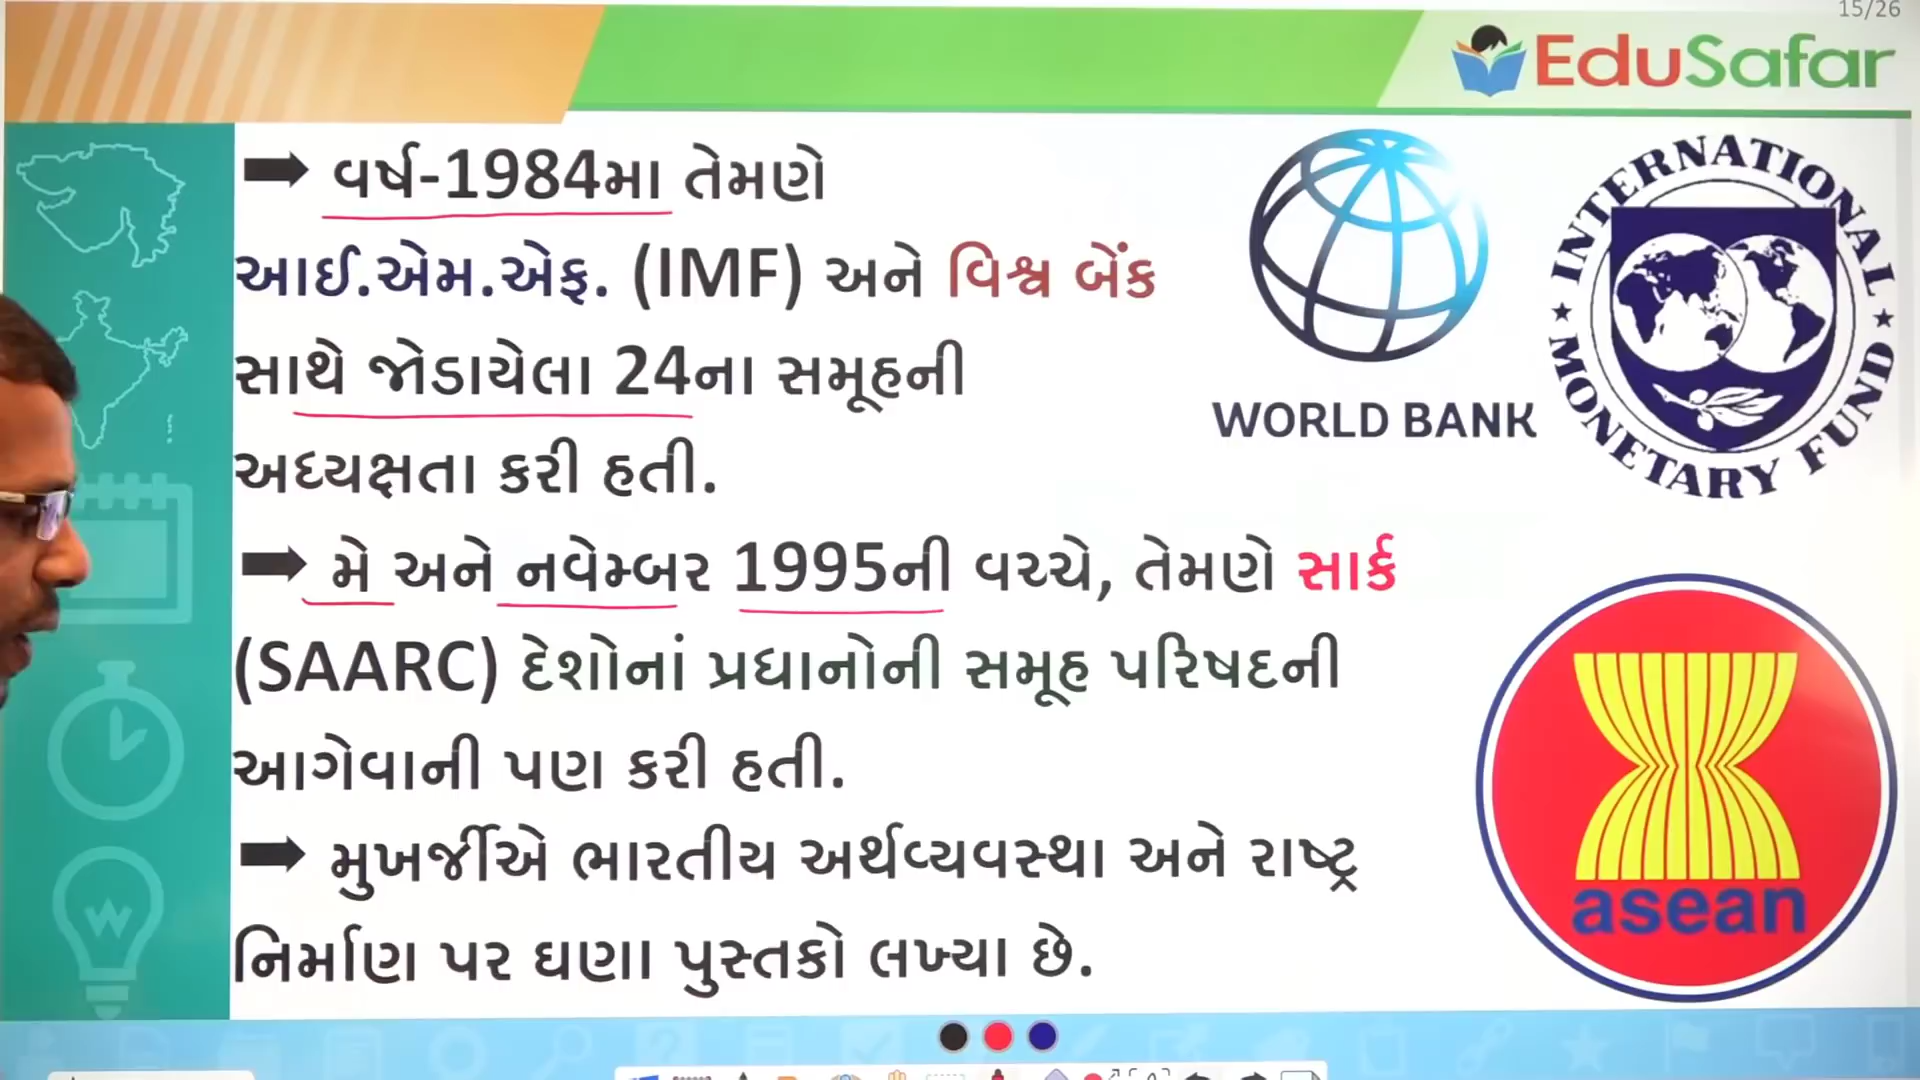 15/26
EduSafar
➡ વર્ષ-1984મા તેમણે
આઈ.એમ.એફ. (IMF) અને વિશ્વ બેંક
સાથે જોડાયેલા 24ના સમૂહની
અધ્યક્ષતા કરી હતી.
➡ મે અને નવેમ્બર 1995ની વચ્ચે, તેમણે સાર્ક
(SAARC) દેશોનાં પ્રધાનોની સમૂહ પરિષદની
આગેવાની પણ કરી હતી.
➡ મુખર્જીએ ભારતીય અર્થવ્યવસ્થા અને રાષ્ટ્ર
નિર્માણ પર ઘણા પુસ્તકો લખ્યા છે.
WORLD BANK
INTERNATIONAL
MONETARY FUND
asean